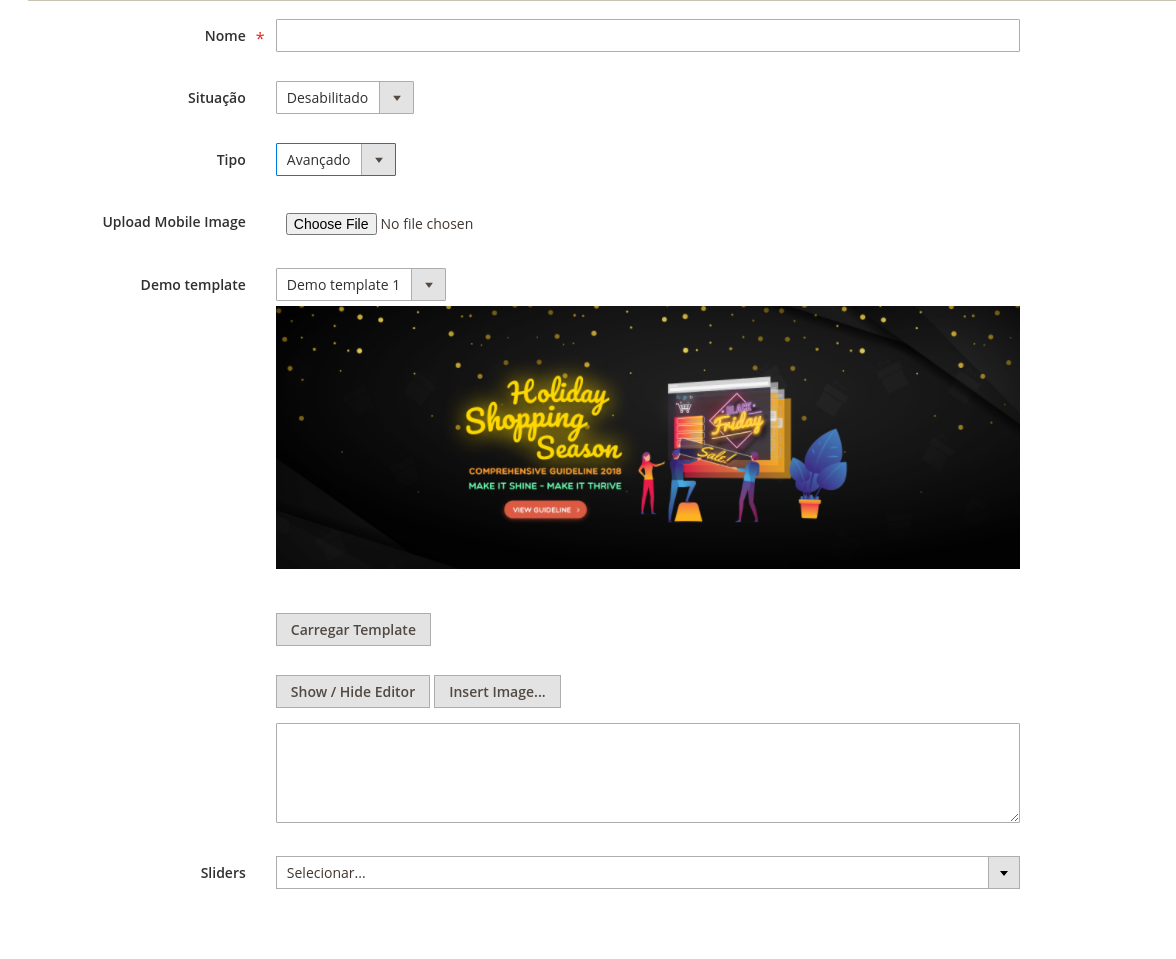 Nome *
Situação Desabilitado
Tipo Avançado
Upload Mobile Image Choose File No file chosen
Demo template Demo template 1
Holiday
Shopping
Season
COMPREHENSIVE GUIDELINE 2018
MAKE IT SHINE - MAKE IT THRIVE
VIEW GUIDELINE >
BLACK
Friday
Sale!
Carregar Template
Show / Hide Editor Insert Image...
Sliders Selecionar...